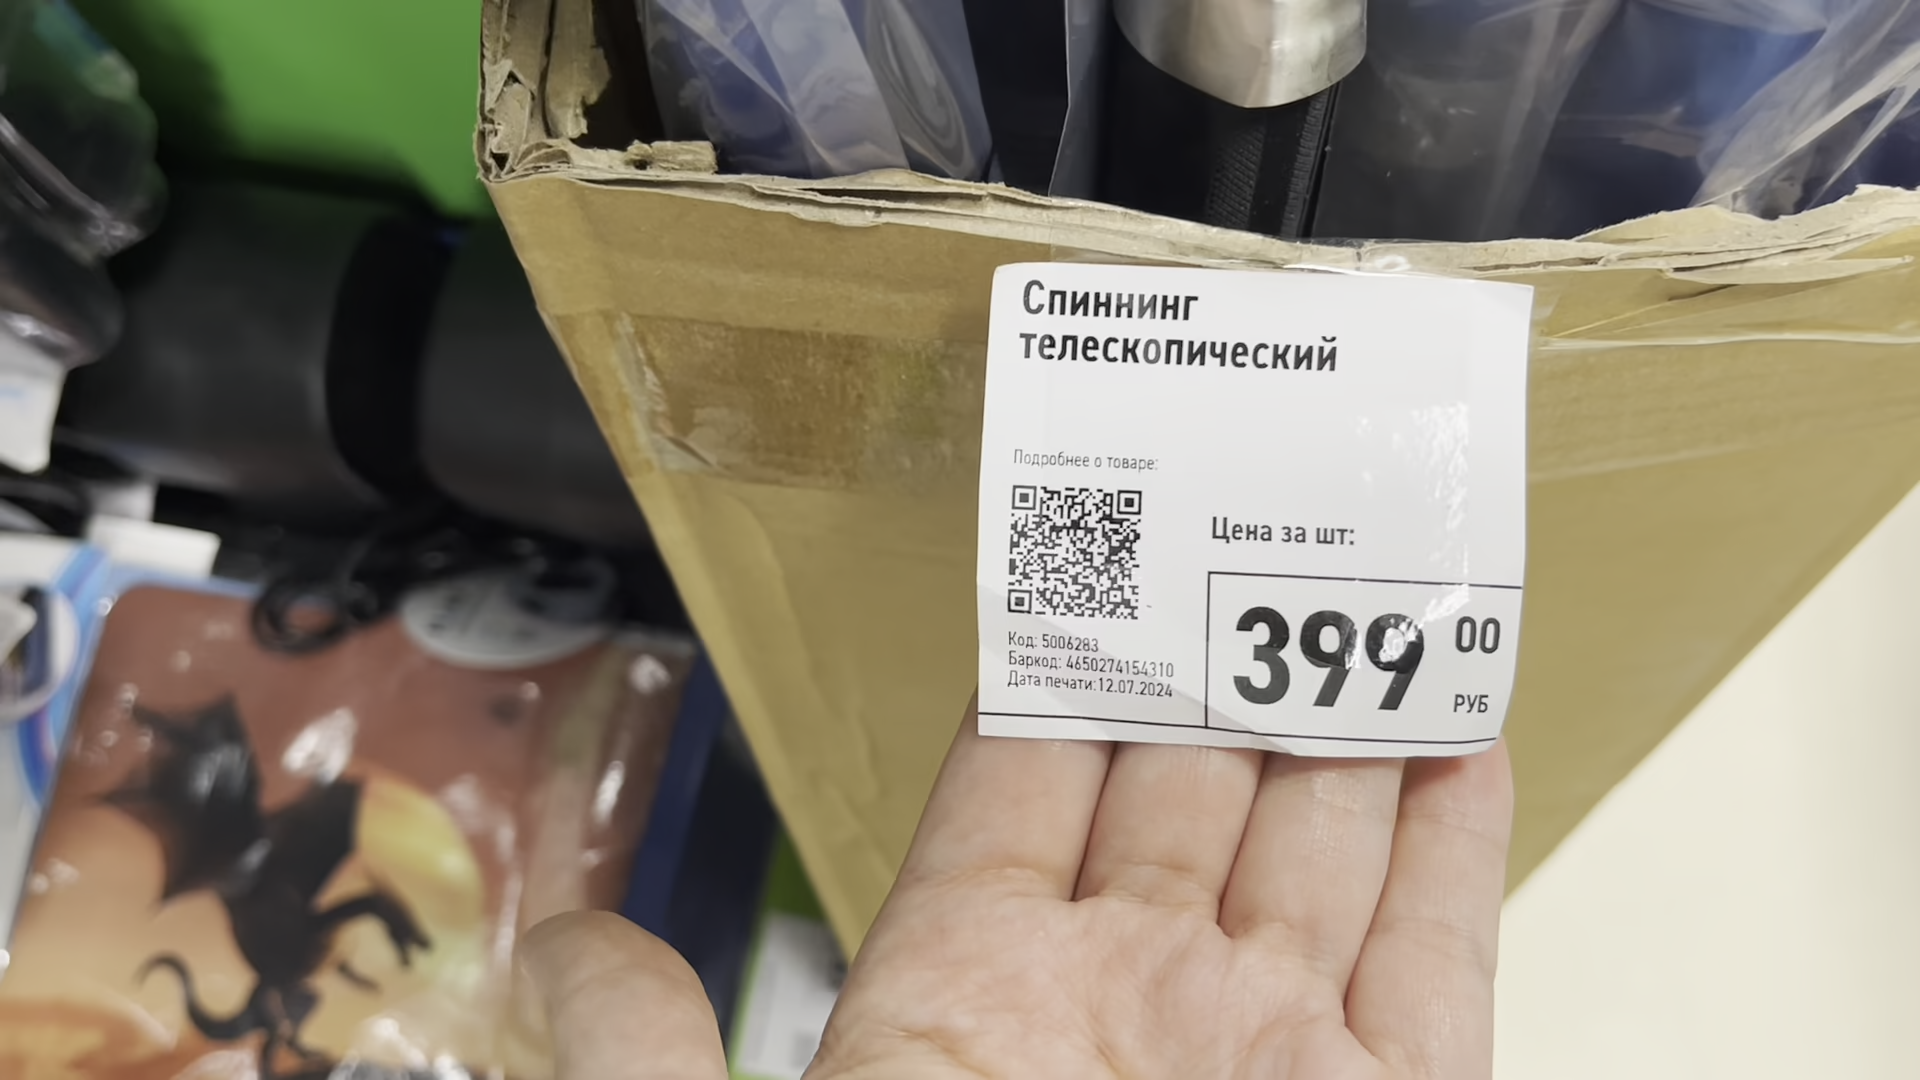 Спиннинг
телескопический
Подробнее о товаре:
Цена за шт:
399 00
РУБ
Код: 5006283
Баркод: 4650274154310
Дата печати:12.07.2024